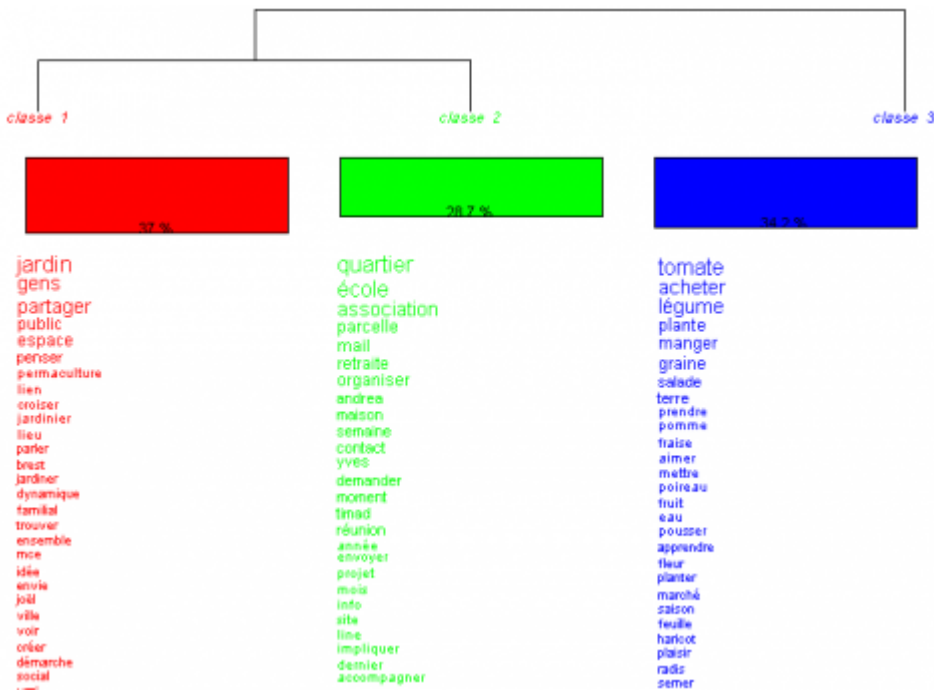 classe 1
classe 2
classe 3
37 %
28.7 %
34.2 %
jardin
gens
partager
public
espace
penser
permaculture
lien
croiser
jardinier
lieu
parler
brest
jardiner
dynamique
familial
trouver
ensemble
mce
idée
envie
joël
ville
voir
créer
démarche
social
quartier
école
association
parcelle
mail
retraite
organiser
andrea
maison
semaine
contact
yves
demander
moment
timad
réunion
année
envoyer
projet
mois
info
site
line
impliquer
dernier
accompagner
tomate
acheter
légume
plante
manger
graine
salade
terre
prendre
pomme
fraise
aimer
mettre
poireau
fruit
eau
pousser
apprendre
fleur
planter
marché
saison
feuille
haricot
plaisir
radis
semer